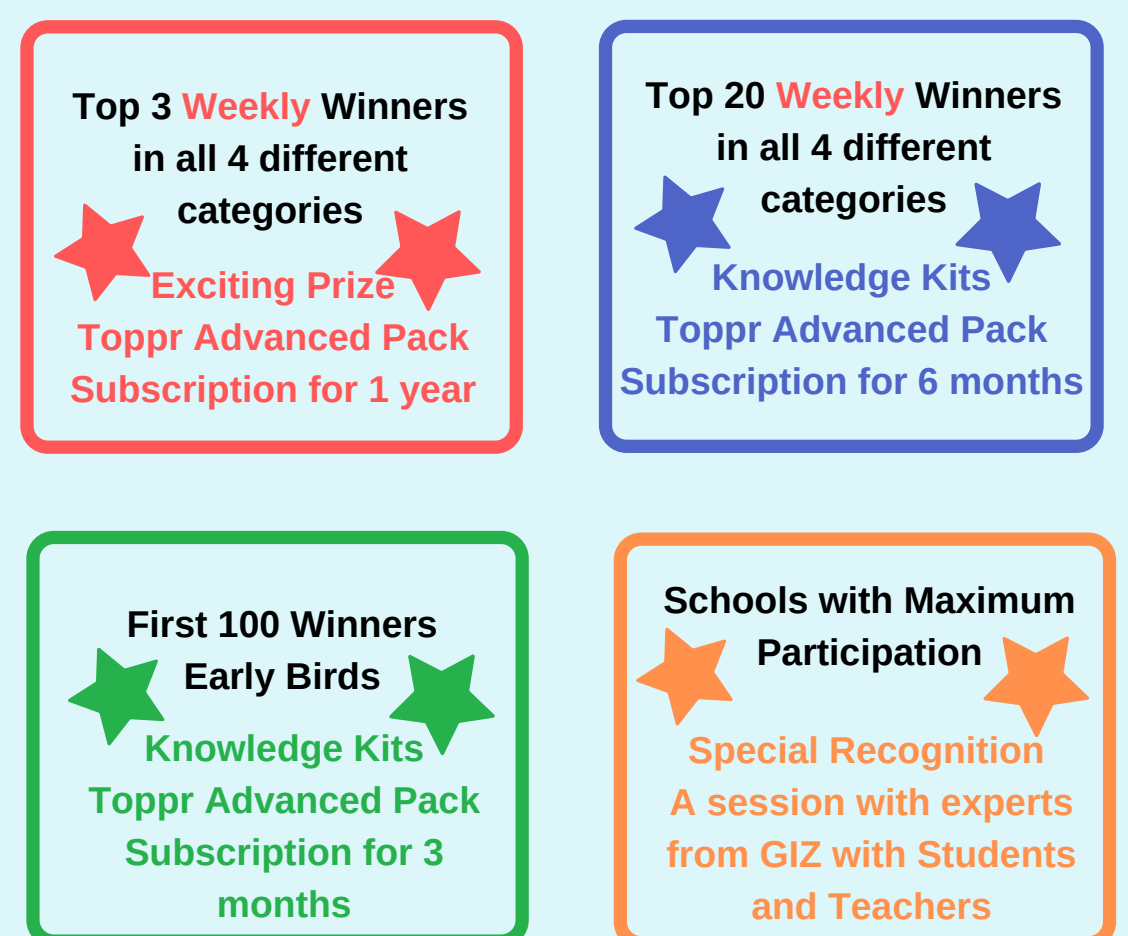 Top 3 Weekly Winners
in all 4 different
categories
Exciting Prize
Toppr Advanced Pack
Subscription for 1 year
Top 20 Weekly Winners
in all 4 different
categories
Knowledge Kits
Toppr Advanced Pack
Subscription for 6 months
First 100 Winners
Early Birds
Knowledge Kits
Toppr Advanced Pack
Subscription for 3
months
Schools with Maximum
Participation
Special Recognition
A session with experts
from GIZ with Students
and Teachers